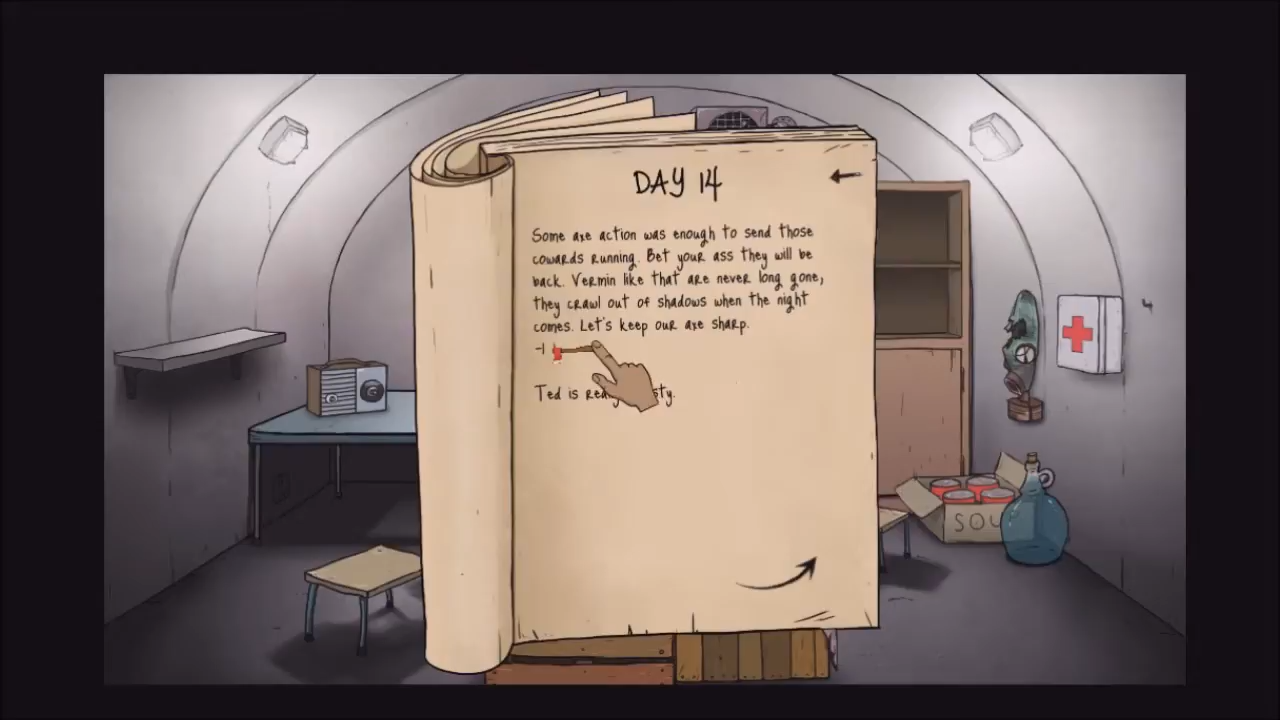 DAY 14
Some axe action was enough to send those
cowards running. Bet your ass they will be
back. Vermin like that are never long gone,
they crawl out of shadows when the night
comes. Let's keep our axe sharp.
-1
Ted is
SOU